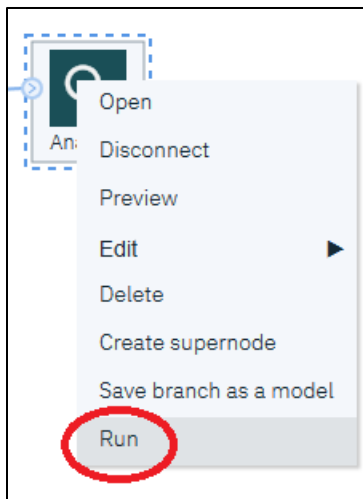 Ana
Open
Disconnect
Preview
Edit
Delete
Create supernode
Save branch as a model
Run